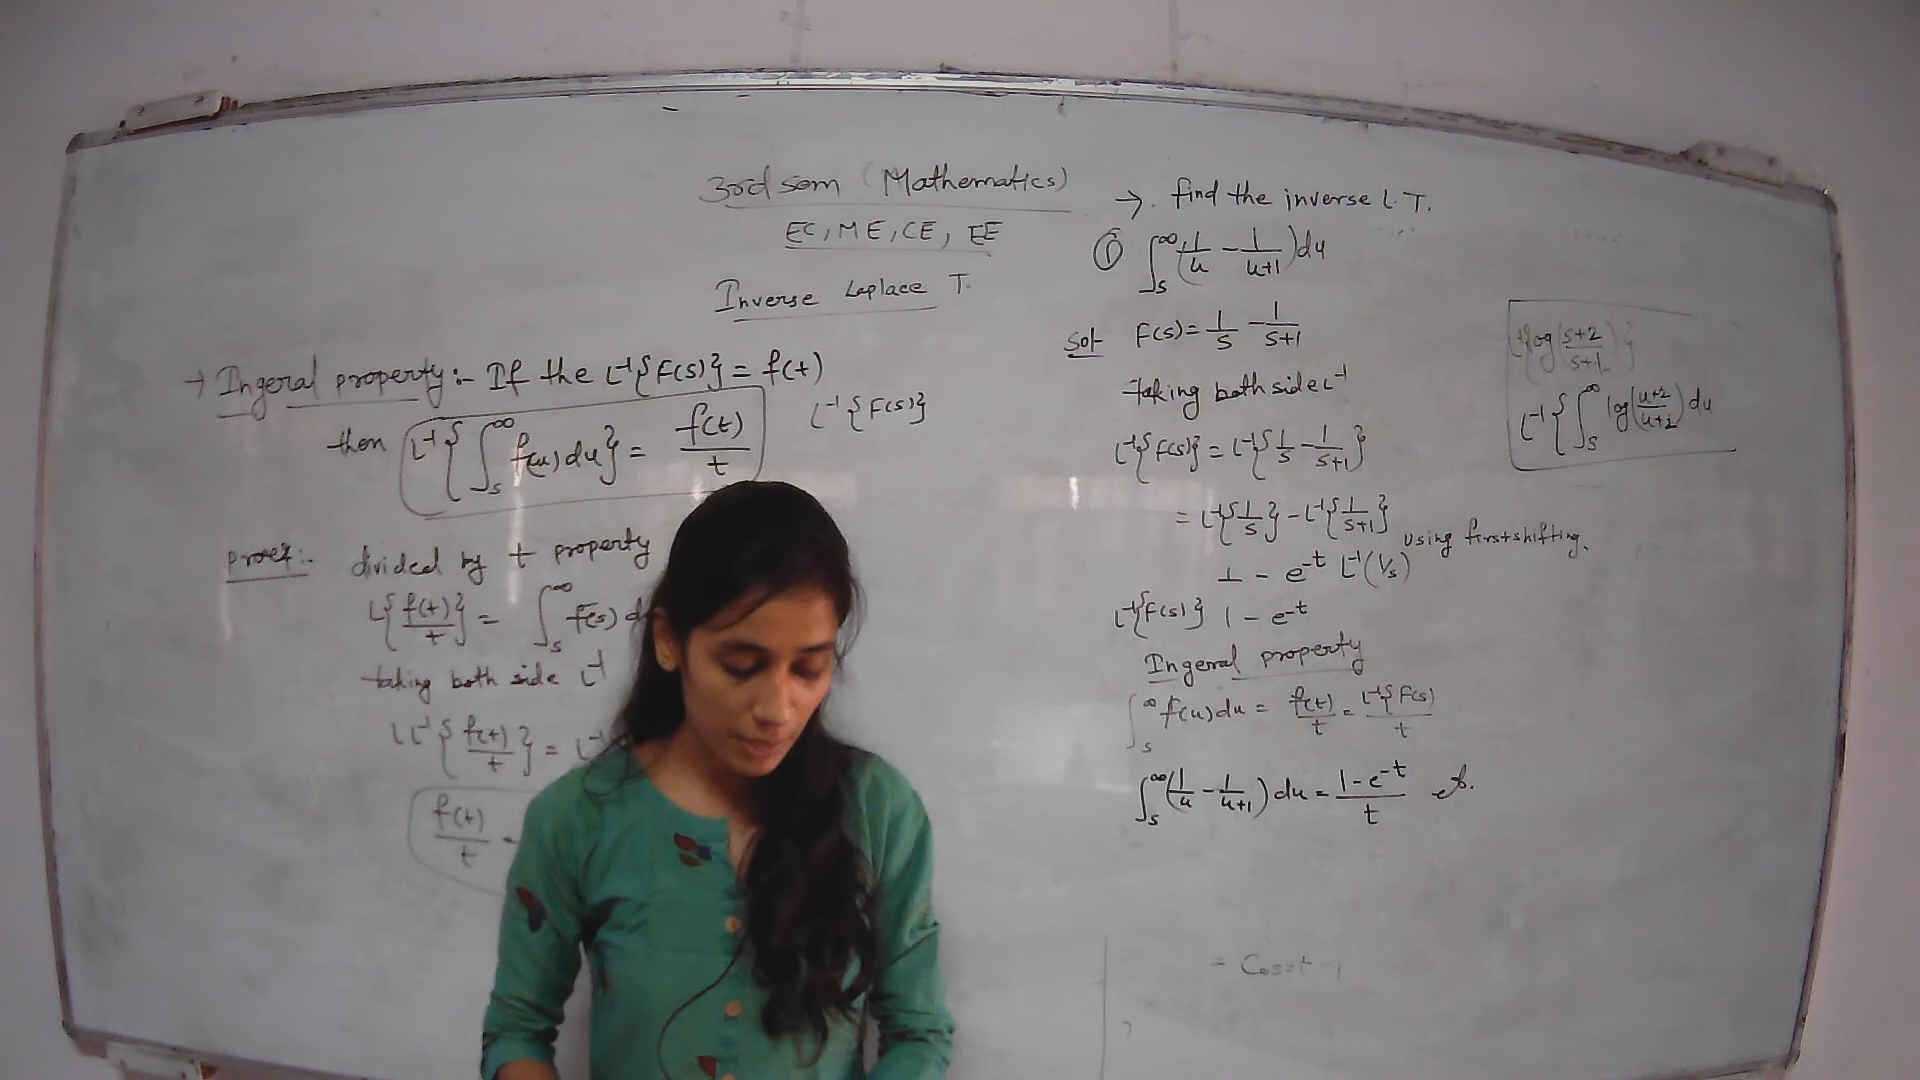 3rd sem (Mathematics)
EC, ME, CE, EE
Inverse Laplace T.
→ Ingeral property:- If the L⁻¹{F(s)} = f(t)
then L⁻¹{∫ₛ^∞ f(u) du} = f(t)/t
L⁻¹{F(s)}
proof:- divided by t property
L{f(t)/t} = ∫ₛ^∞ f(s) d
taking both side L⁻¹
LL⁻¹{f(t)/t} = L⁻¹
f(t)/t =
→ find the inverse L.T.
① ∫ₛ^∞ (1/u - 1/u+1) du
Sol- F(s) = 1/s - 1/s+1
taking both side L⁻¹
L⁻¹{F(s)} = L⁻¹{1/s - 1/s+1}
= L⁻¹{1/s} - L⁻¹{1/s+1}
using first shifting.
1 - e⁻ᵗ L⁻¹(1/s)
L⁻¹{F(s)} 1 - e⁻ᵗ
Ingeral property
∫ₛ^∞ f(u) du = f(t)/t = L⁻¹{F(s)/t
∫ₛ^∞ (1/u - 1/u+1) du = 1-e⁻ᵗ/t
L{log(s+2/s+1)}
L⁻¹{∫ₛ^∞ log(u+2/u+2) du